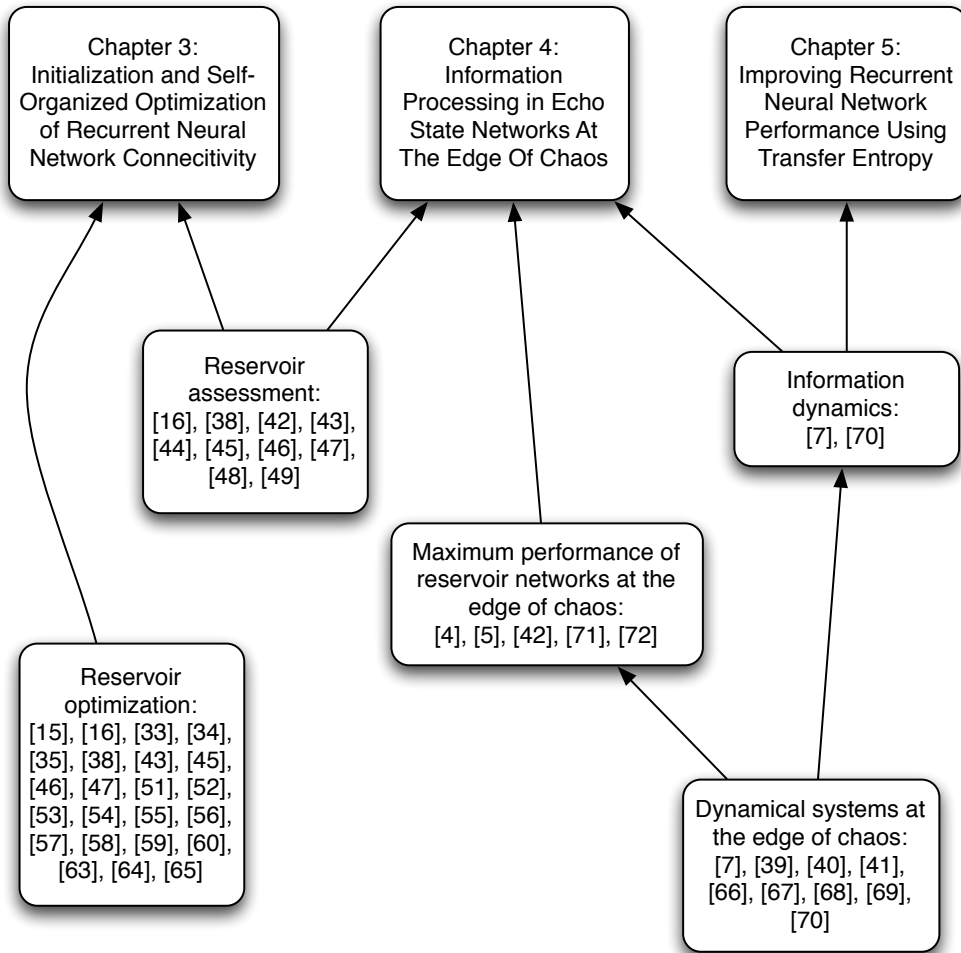 Chapter 3:
Initialization and Self-
Organized Optimization
of Recurrent Neural
Network Connecitivity
Chapter 4:
Information
Processing in Echo
State Networks At
The Edge Of Chaos
Chapter 5:
Improving Recurrent
Neural Network
Performance Using
Transfer Entropy
Reservoir
assessment:
[16], [38], [42], [43],
[44], [45], [46], [47],
[48], [49]
Information
dynamics:
[7], [70]
Maximum performance of
reservoir networks at the
edge of chaos:
[4], [5], [42], [71], [72]
Reservoir
optimization:
[15], [16], [33], [34],
[35], [38], [43], [45],
[46], [47], [51], [52],
[53], [54], [55], [56],
[57], [58], [59], [60],
[63], [64], [65]
Dynamical systems at
the edge of chaos:
[7], [39], [40], [41],
[66], [67], [68], [69],
[70]